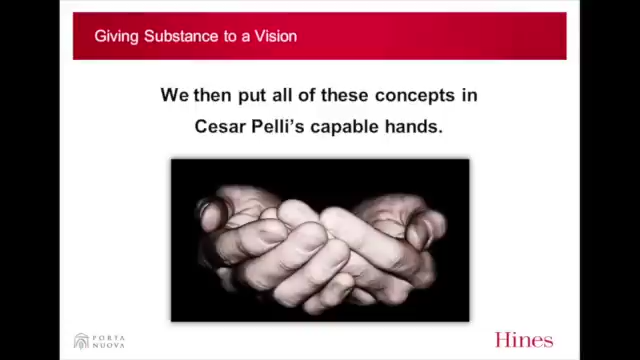 Giving Substance to a Vision
We then put all of these concepts in
Cesar Pelli's capable hands.
PORTA
NUOVA
Hines